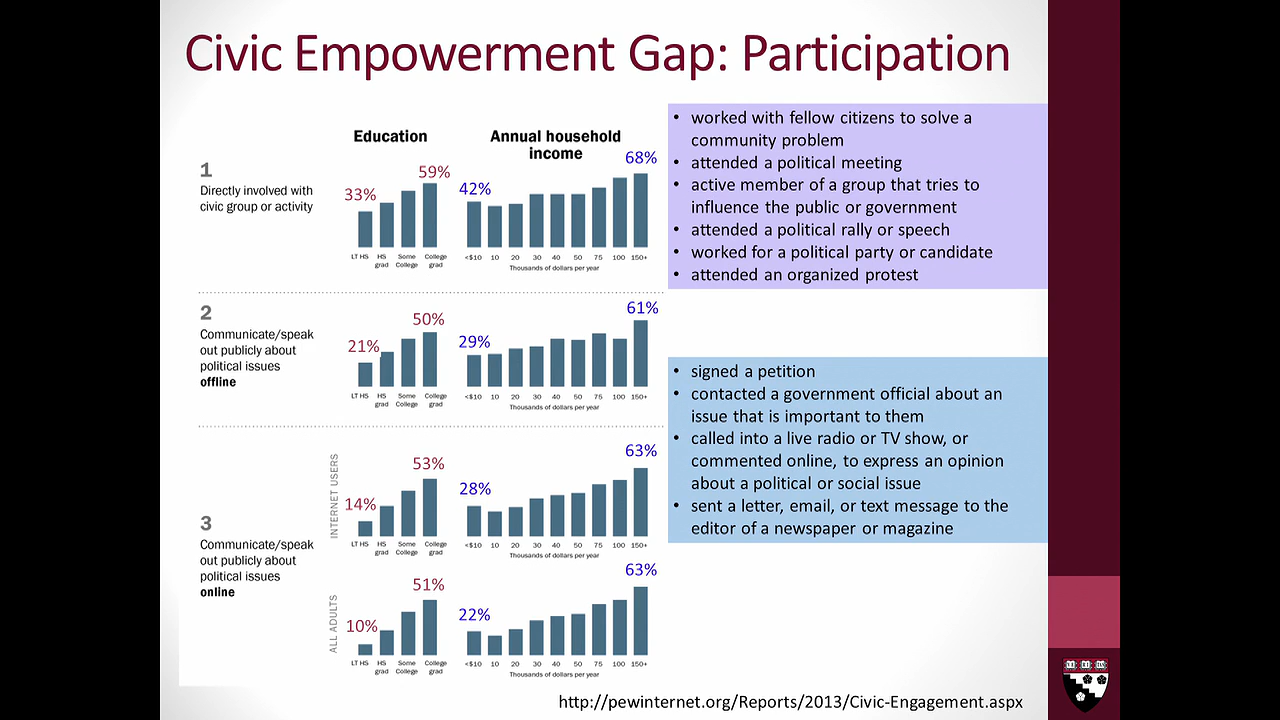 Civic Empowerment Gap: Participation
Education
Annual household
income
1
Directly involved with
civic group or activity
33%
59%
LT HS
HS
grad
Some
College
College
grad
42%
68%
<$10 10 20 30 40 50 75 100 150+
Thousands of dollars per year
• worked with fellow citizens to solve a
community problem
• attended a political meeting
• active member of a group that tries to
influence the public or government
• attended a political rally or speech
• worked for a political party or candidate
• attended an organized protest
2
Communicate/speak
out publicly about
political issues
offline
21%
50%
LT HS
HS
grad
Some
College
College
grad
29%
61%
<$10 10 20 30 40 50 75 100 150+
Thousands of dollars per year
• signed a petition
• contacted a government official about an
issue that is important to them
• called into a live radio or TV show, or
commented online, to express an opinion
about a political or social issue
• sent a letter, email, or text message to the
editor of a newspaper or magazine
3
Communicate/speak
out publicly about
political issues
online
INTERNET USERS
14%
53%
LT HS
HS
grad
Some
College
College
grad
28%
63%
<$10 10 20 30 40 50 75 100 150+
Thousands of dollars per year
ALL ADULTS
10%
51%
LT HS
HS
grad
Some
College
College
grad
22%
63%
<$10 10 20 30 40 50 75 100 150+
Thousands of dollars per year
http://pewinternet.org/Reports/2013/Civic-Engagement.aspx